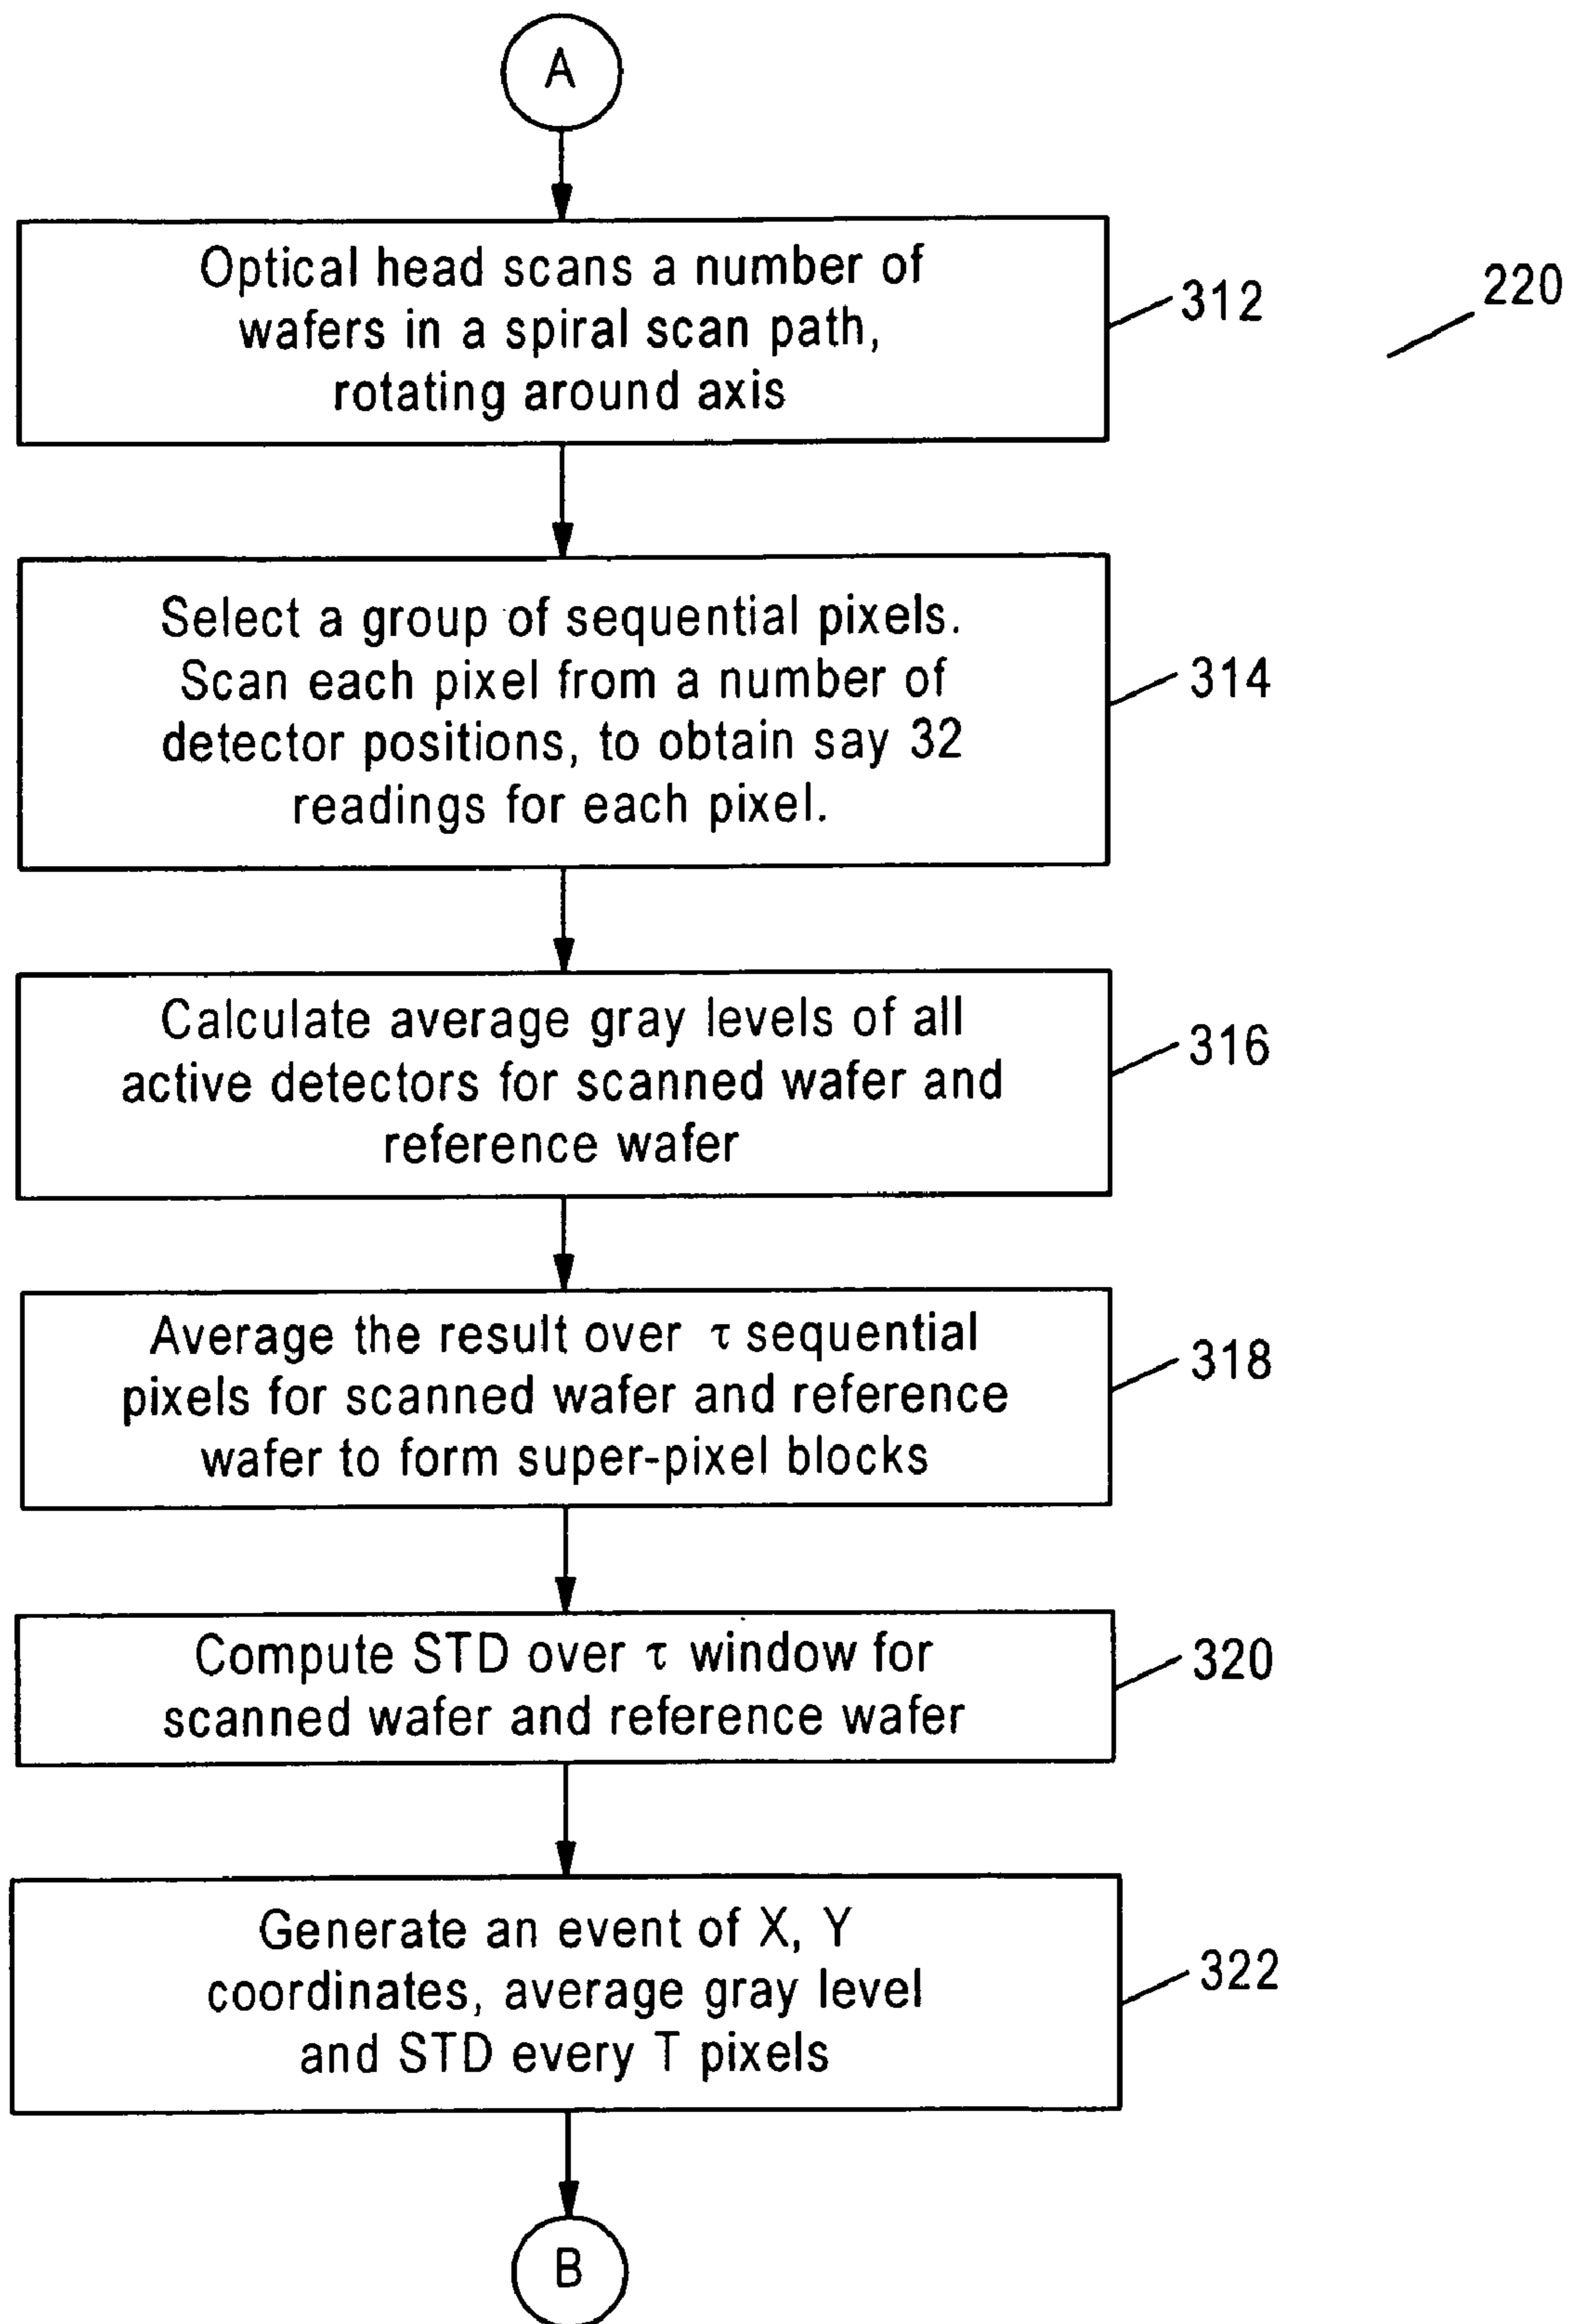 A
Optical head scans a number of
wafers in a spiral scan path,
rotating around axis
312
220
Select a group of sequential pixels.
Scan each pixel from a number of
detector positions, to obtain say 32
readings for each pixel.
314
Calculate average gray levels of all
active detectors for scanned wafer and
reference wafer
316
Average the result over τ sequential
pixels for scanned wafer and reference
wafer to form super-pixel blocks
318
Compute STD over τ window for
scanned wafer and reference wafer
320
Generate an event of X, Y
coordinates, average gray level
and STD every T pixels
322
B